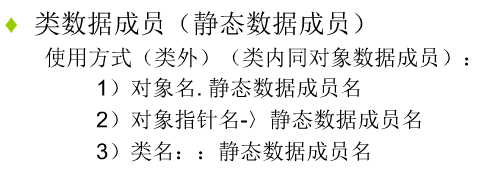 类数据成员（静态数据成员）
使用方式（类外）（类内同对象数据成员）：
1）对象名. 静态数据成员名
2）对象指针名-〉静态数据成员名
3）类名：：静态数据成员名